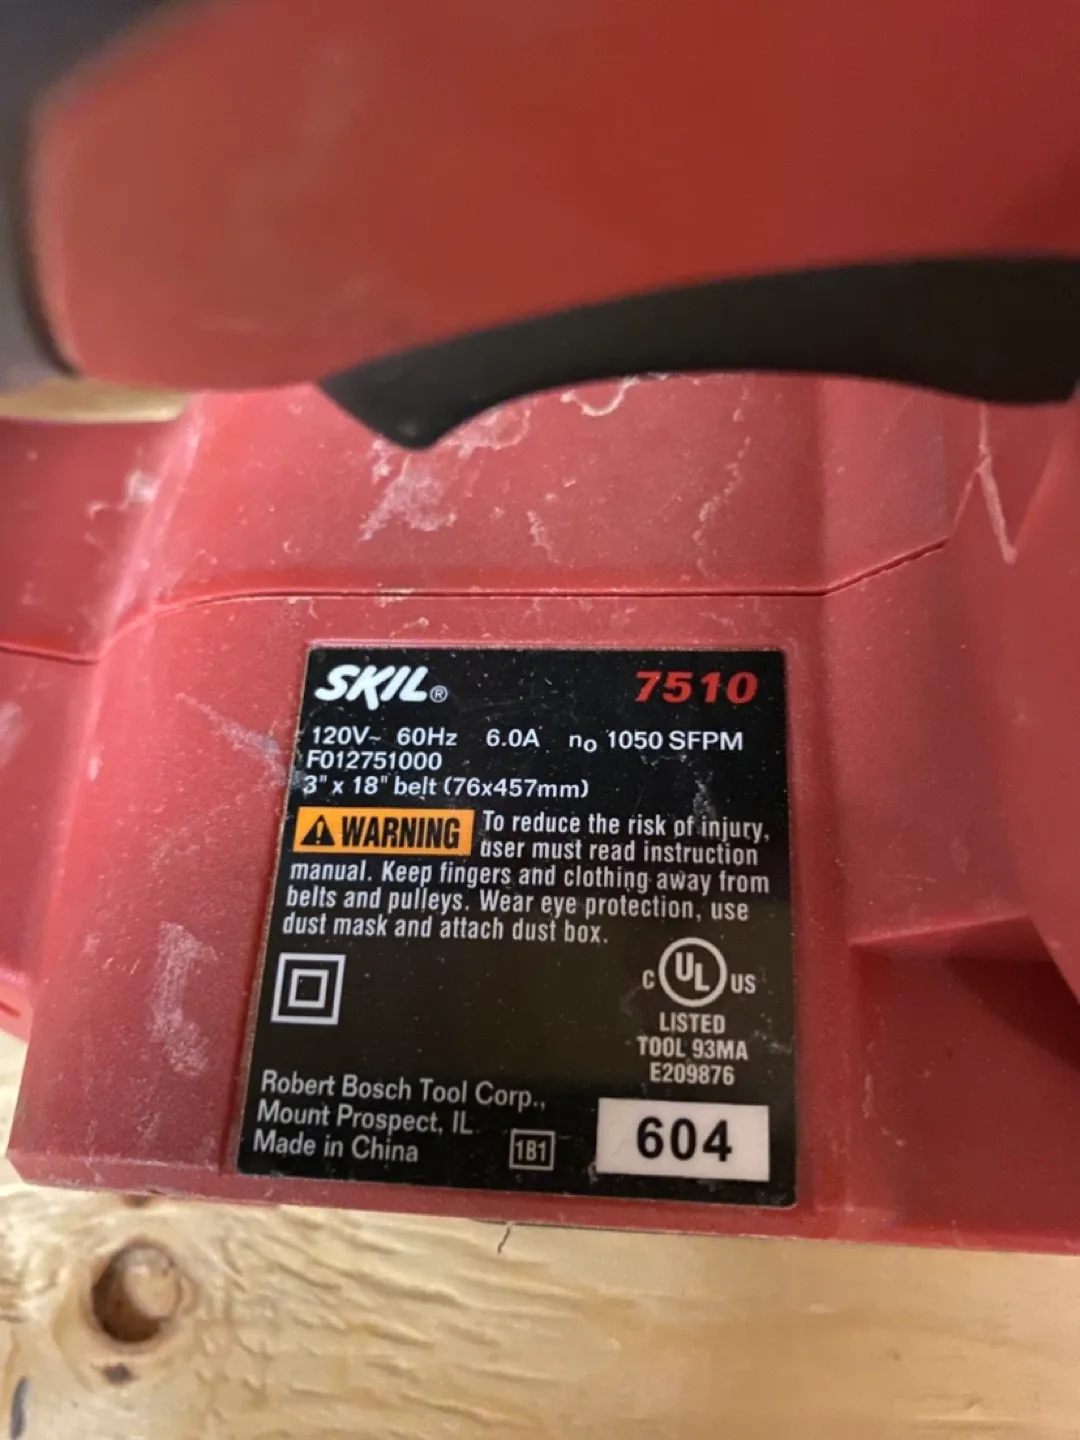 SKIL® 7510
120V~ 60Hz 6.0A no 1050 SFPM
F012751000
3" x 18" belt (76x457mm)
⚠ WARNING To reduce the risk of injury,
user must read instruction
manual. Keep fingers and clothing away from
belts and pulleys. Wear eye protection, use
dust mask and attach dust box.
C UL US
LISTED
TOOL 93MA
E209876
Robert Bosch Tool Corp.,
Mount Prospect, IL
Made in China
1B1
604